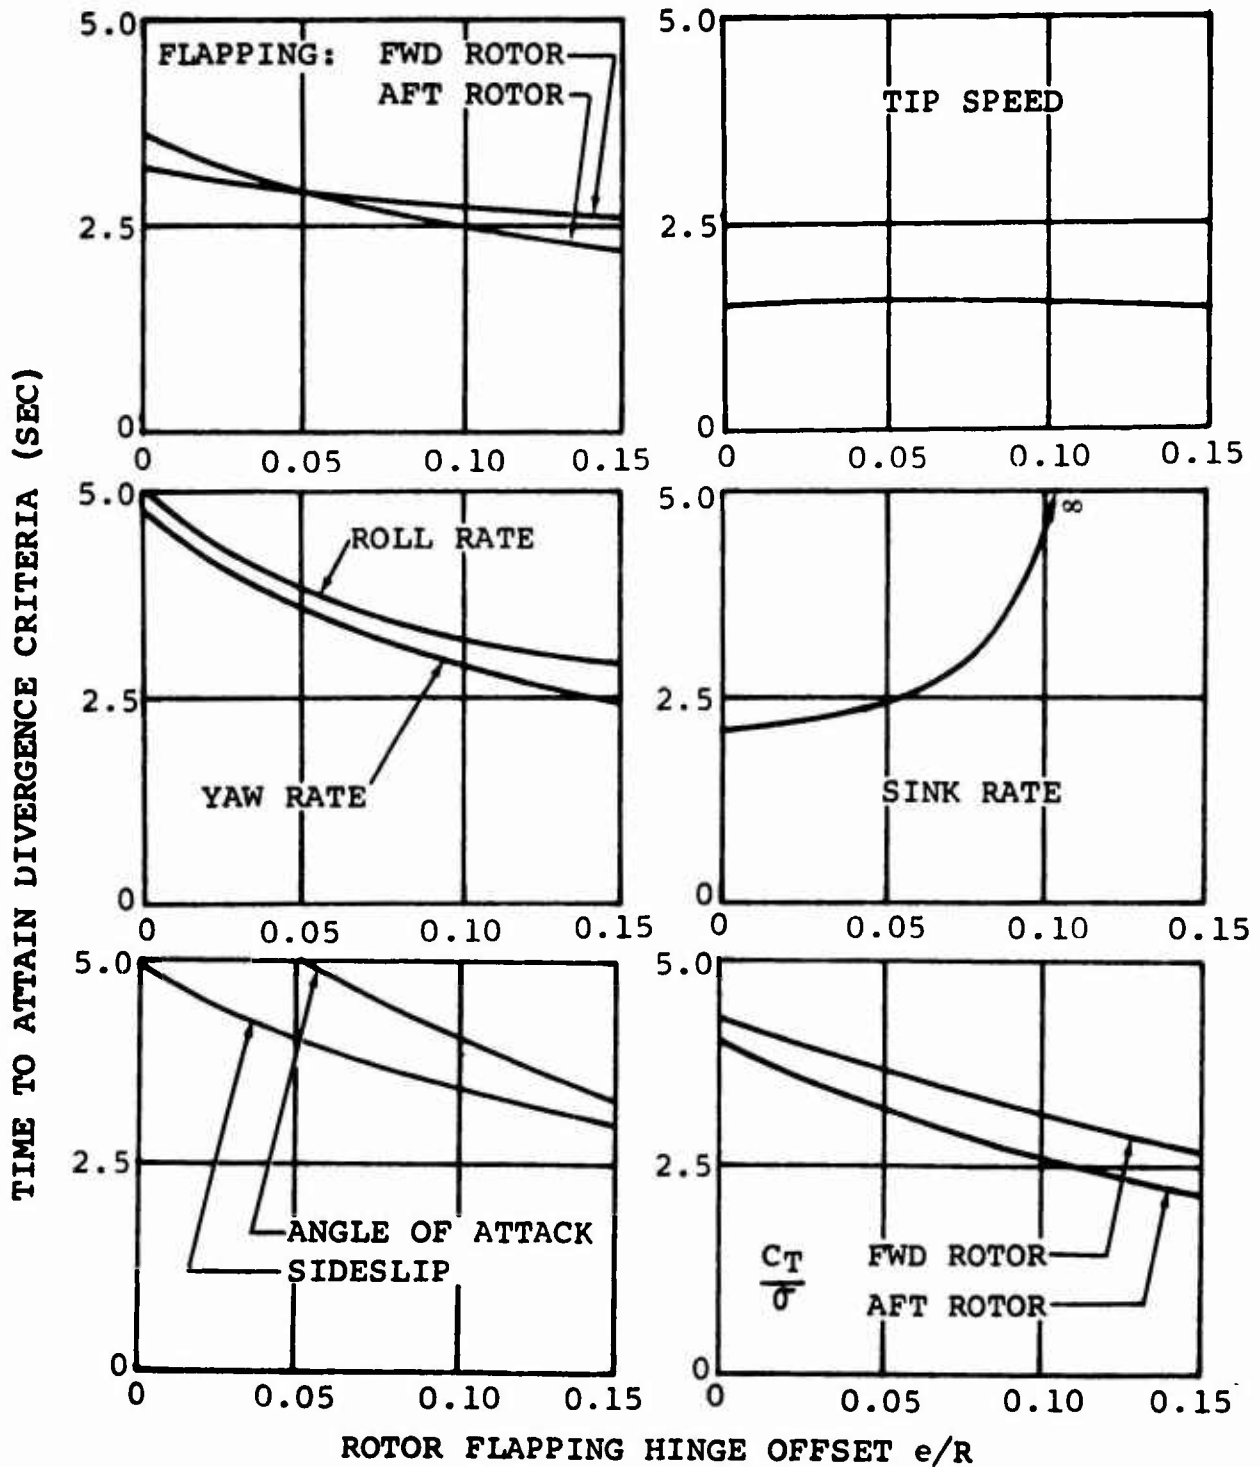 TIME TO ATTAIN DIVERGENCE CRITERIA (SEC)
5.0
FLAPPING: FWD ROTOR
AFT ROTOR
2.5
0
0 0.05 0.10 0.15
5.0
TIP SPEED
2.5
0
0 0.05 0.10 0.15
5.0
ROLL RATE
2.5
YAW RATE
0
0 0.05 0.10 0.15
5.0
∞
2.5
SINK RATE
0
0 0.05 0.10 0.15
5.0
2.5
ANGLE OF ATTACK
SIDESLIP
0
0 0.05 0.10 0.15
5.0
2.5
CT/σ
FWD ROTOR
AFT ROTOR
0
0 0.05 0.10 0.15
ROTOR FLAPPING HINGE OFFSET e/R